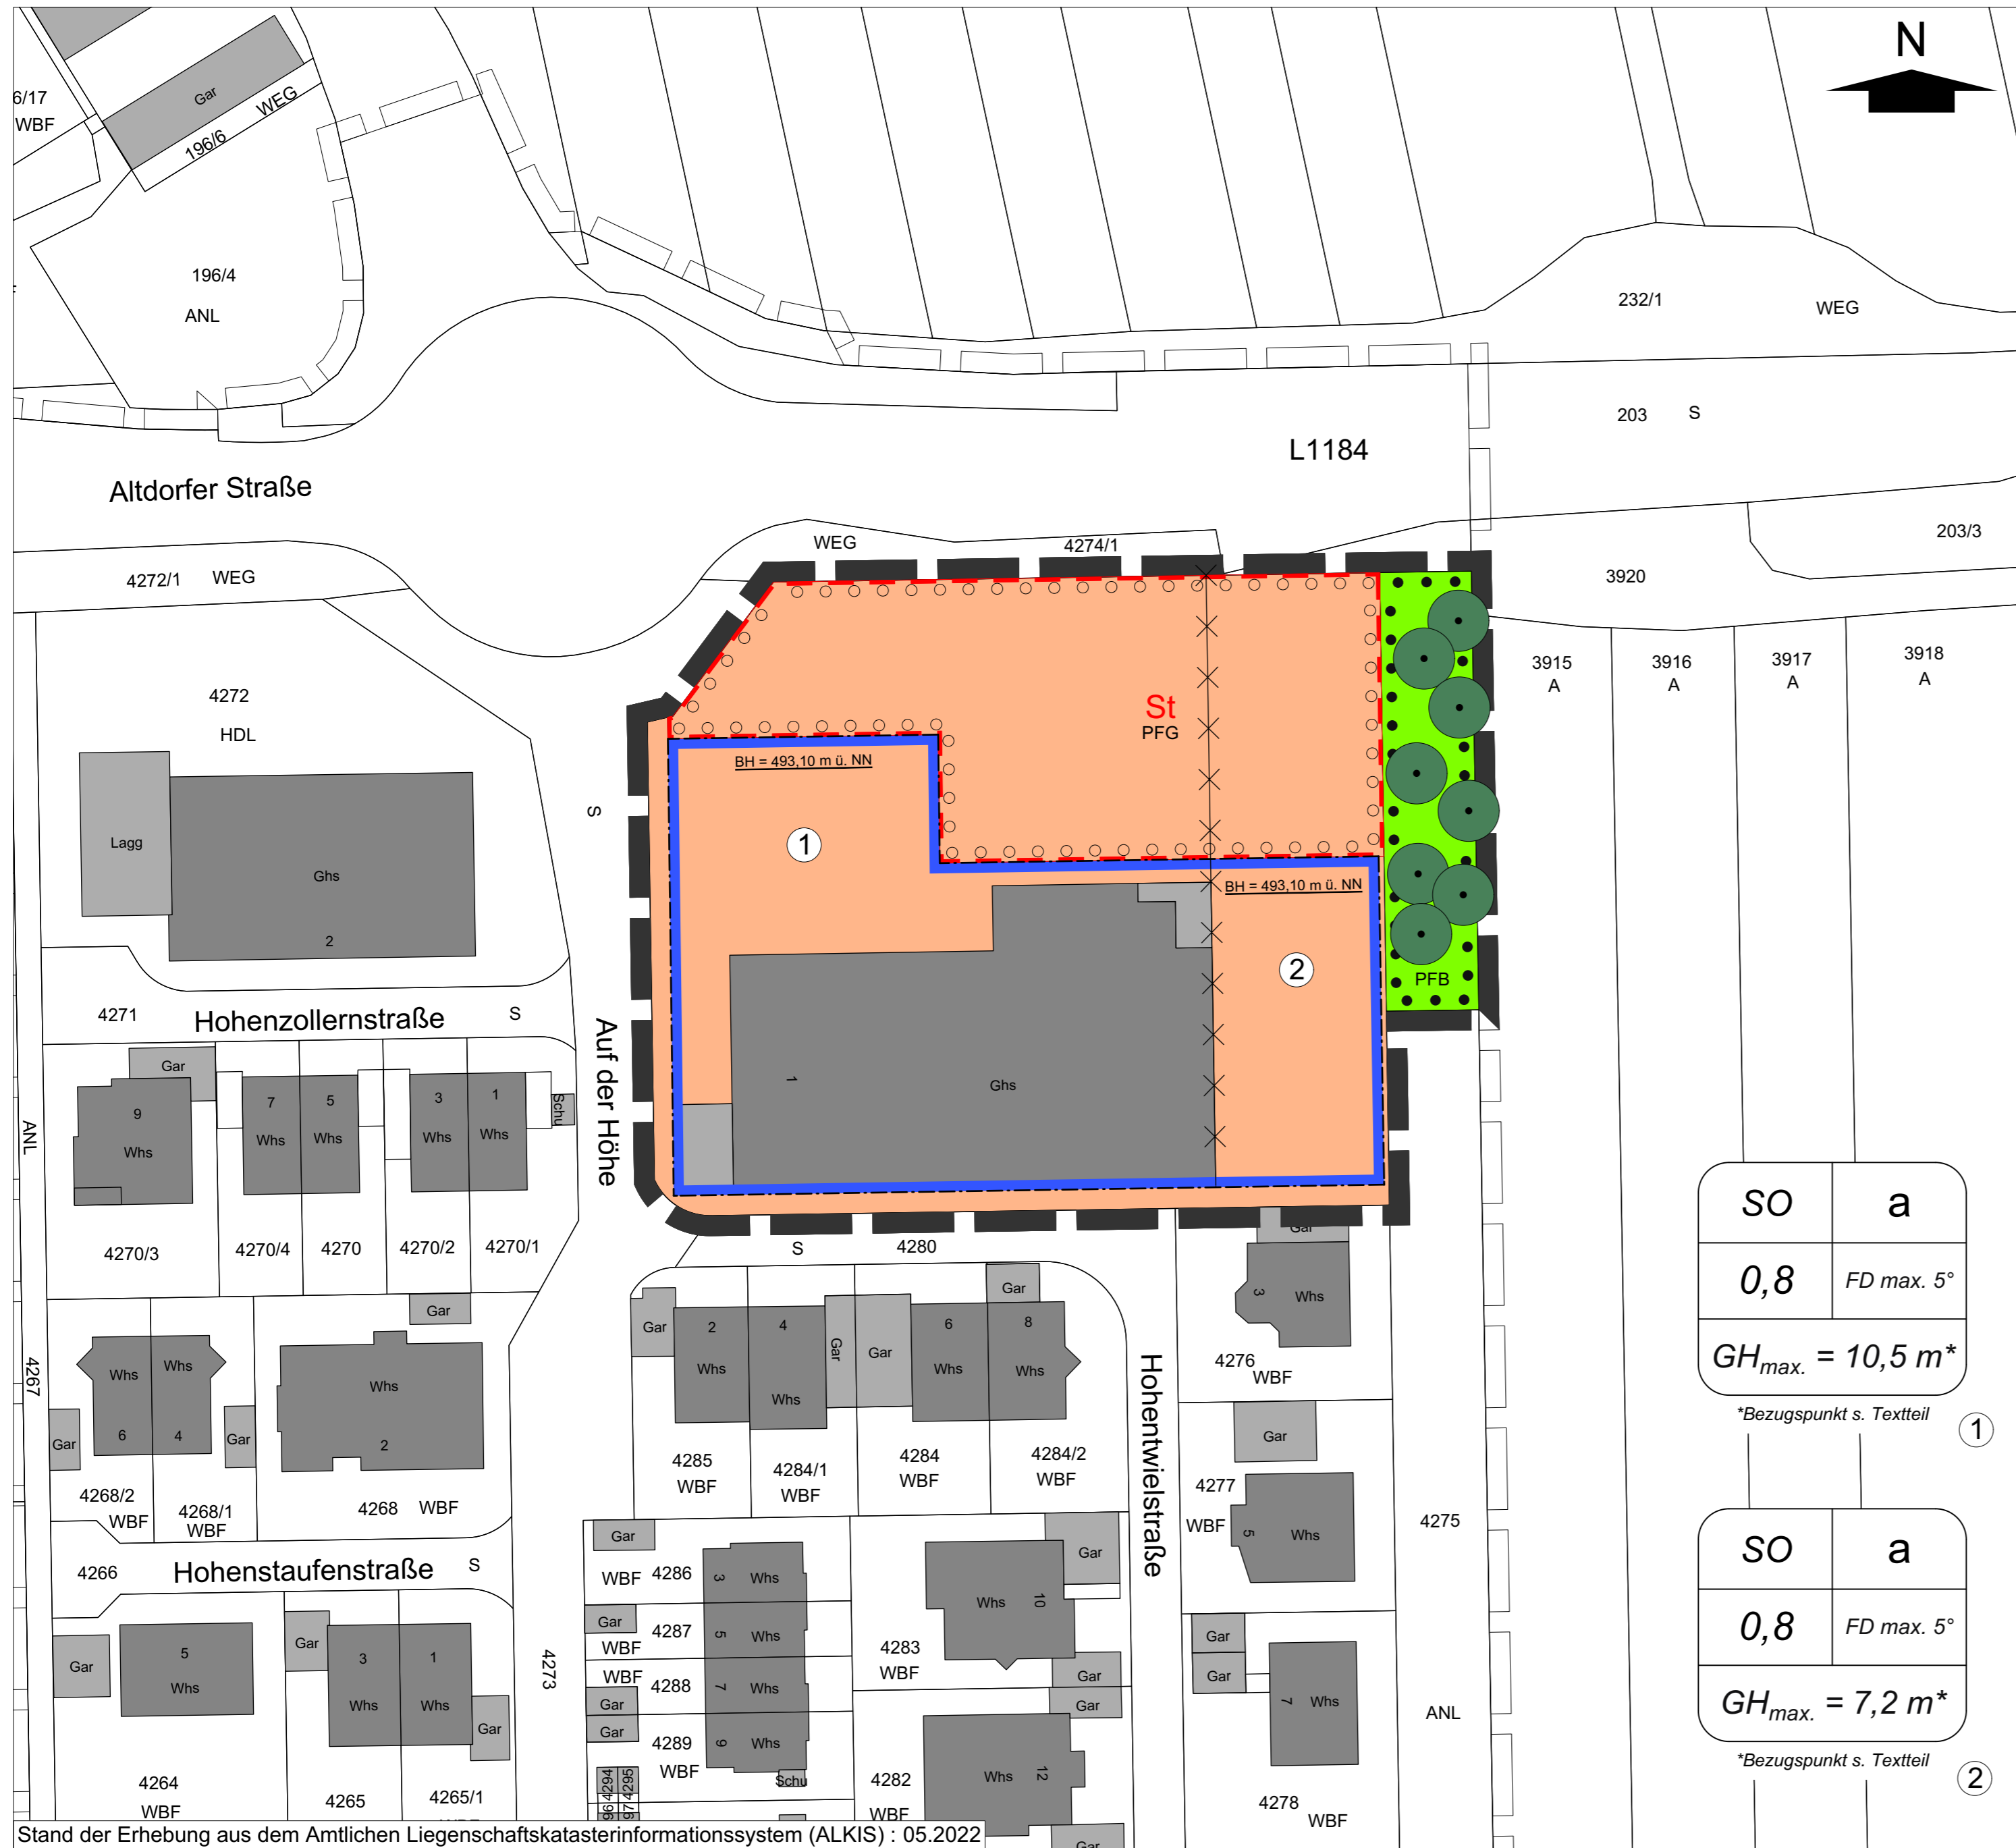 N
6/17
WBF
Gar
WEG
196/6
196/4
ANL
232/1
WEG
203 S
L1184
Altdorfer Straße
WEG
4274/1
203/3
4272/1 WEG
3920
3915
A
3916
A
3917
A
3918
A
4272
HDL
St
PFG
BH = 493,10 m ü. NN
S
1
Lagg
Ghs
2
BH = 493,10 m ü. NN
2
PFB
4271
Hohenzollernstraße S
Auf der Höhe
1
Ghs
Gar
9
Whs
7
Whs
5
Whs
3
Whs
1
Whs
Schu
ANL
4270/3
4270/4
4270
4270/2
4270/1
S
4280
Gar
3
Whs
SO a
0,8 FD max. 5°
GHmax. = 10,5 m*
*Bezugspunkt s. Textteil
1
Gar
Whs
6
Whs
4
Gar
Gar
Whs
2
4267
Gar
2
Whs
4
Whs
Gar
Gar
6
Whs
Gar
8
Whs
4276
WBF
Hohentwielstraße
4268/2
WBF
4268/1
WBF
4268 WBF
4285
WBF
4284/1
WBF
4284
WBF
4284/2
WBF
Gar
4277
WBF
5
Whs
4275
4266
Hohenstaufenstraße S
Gar
WBF 4286
3
Whs
Gar
Whs
10
SO a
0,8 FD max. 5°
GHmax. = 7,2 m*
*Bezugspunkt s. Textteil
2
Gar
5
Whs
Gar
3
Whs
1
Whs
Gar
4273
Gar
WBF
4287
5
Whs
4283
WBF
Gar
Gar
Gar
WBF
4288
7
Whs
Gar
Gar
Gar
7
Whs
Gar
4289
WBF
9
Whs
Schu
4282
WBF
Whs
12
Gar
ANL
4264
WBF
4265
4265/1
4294
4295
4278
WBF
Stand der Erhebung aus dem Amtlichen Liegenschaftskatasterinformationssystem (ALKIS) : 05.2022